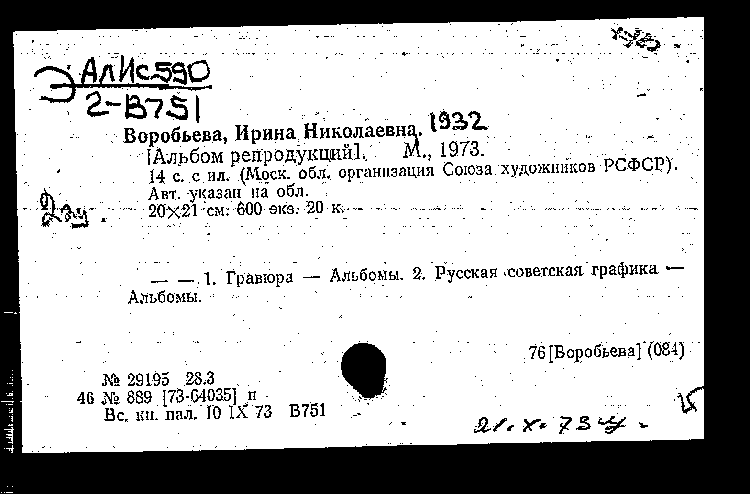 Э АлИс590
2-В751
Воробьева, Ирина Николаевна. 1932
[Альбом репродукций]. М., 1973.
14 с. с ил. (Моск. обл. организация Союза художников РСФСР).
Авт. указан на обл.
2эу.
20×21 см. 600 экз. 20 к.
— — 1. Гравюра — Альбомы. 2. Русская советская графика —
Альбомы.
76[Воробьева](084)
№ 29195 28.3
46 № 889 [73-64035] п
Вс. кн. пал. 10 IX 73 В751
21.X.73